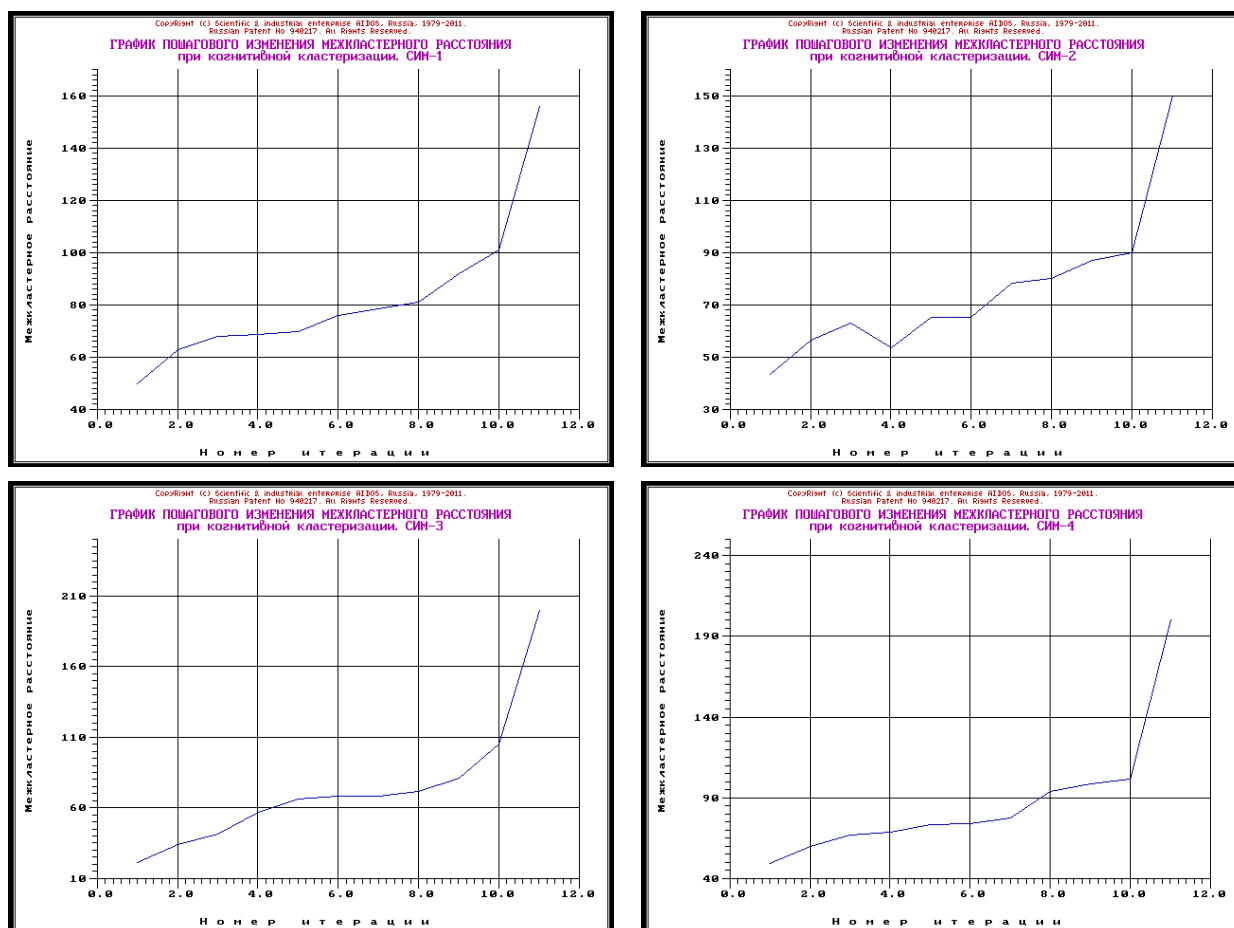 CopyRight (c) Scientific & industrial enterprise AIDOS, Russia, 1979-2011.
Russian Patent No 940217. All Rights Reserved.
ГРАФИК ПОШАГОВОГО ИЗМЕНЕНИЯ МЕЖКЛАСТЕРНОГО РАССТОЯНИЯ
при когнитивной кластеризации. СИМ-1
Межкластерное расстояние
160
140
120
100
80
60
40
0.0 2.0 4.0 6.0 8.0 10.0 12.0
Номер итерации
CopyRight (c) Scientific & industrial enterprise AIDOS, Russia, 1979-2011.
Russian Patent No 940217. All Rights Reserved.
ГРАФИК ПОШАГОВОГО ИЗМЕНЕНИЯ МЕЖКЛАСТЕРНОГО РАССТОЯНИЯ
при когнитивной кластеризации. СИМ-2
Межкластерное расстояние
150
130
110
90
70
50
30
0.0 2.0 4.0 6.0 8.0 10.0 12.0
Номер итерации
CopyRight (c) Scientific & industrial enterprise AIDOS, Russia, 1979-2011.
Russian Patent No 940217. All Rights Reserved.
ГРАФИК ПОШАГОВОГО ИЗМЕНЕНИЯ МЕЖКЛАСТЕРНОГО РАССТОЯНИЯ
при когнитивной кластеризации. СИМ-3
Межкластерное расстояние
210
160
110
60
10
0.0 2.0 4.0 6.0 8.0 10.0 12.0
Номер итерации
CopyRight (c) Scientific & industrial enterprise AIDOS, Russia, 1979-2011.
Russian Patent No 940217. All Rights Reserved.
ГРАФИК ПОШАГОВОГО ИЗМЕНЕНИЯ МЕЖКЛАСТЕРНОГО РАССТОЯНИЯ
при когнитивной кластеризации. СИМ-4
Межкластерное расстояние
240
190
140
90
40
0.0 2.0 4.0 6.0 8.0 10.0 12.0
Номер итерации